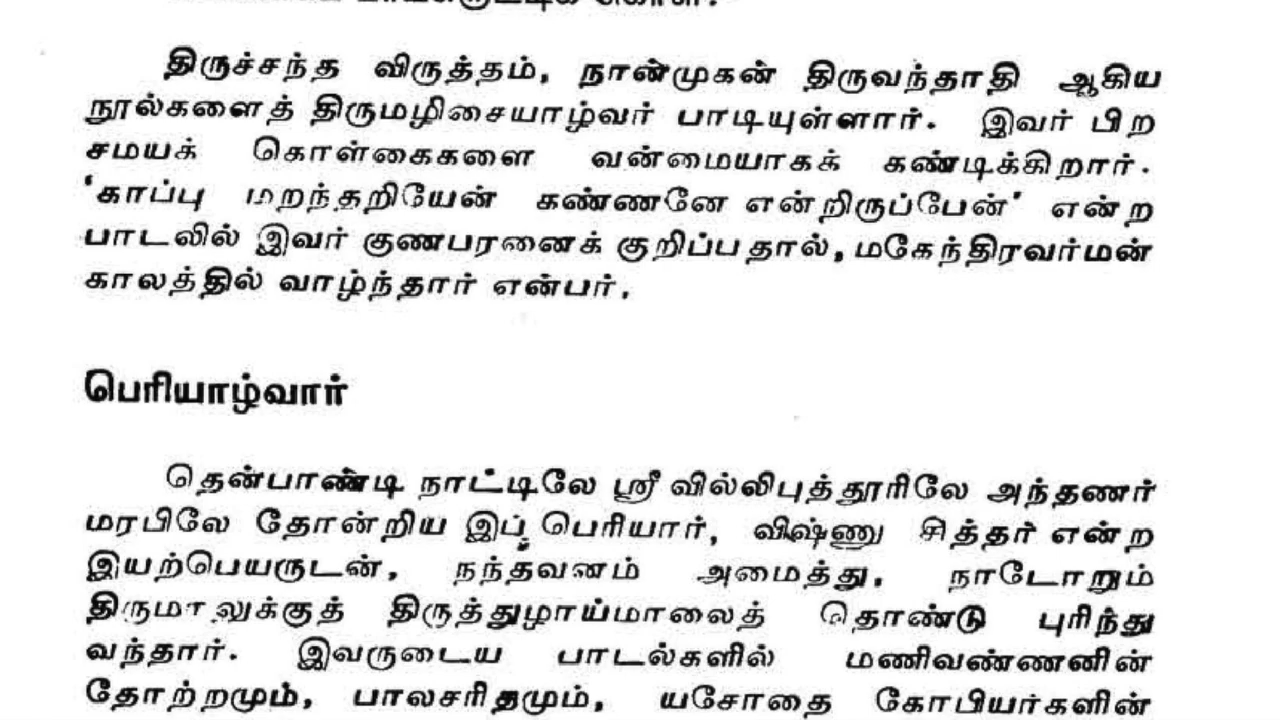 திருச்சந்த விருத்தம், நான்முகன் திருவந்தாதி ஆகிய
நூல்களைத் திருமழிசையாழ்வர் பாடியுள்ளார். இவர் பிற
சமயக் கொள்கைகளை வன்மையாகக் கண்டிக்கிறார்.
‘காப்பு மறந்தறியேன் கண்ணனே என்றிருப்பேன்’ என்ற
பாடலில் இவர் குணபரனைக் குறிப்பதால், மகேந்திரவர்மன்
காலத்தில் வாழ்ந்தார் என்பர்.
பெரியாழ்வார்
தென்பாண்டி நாட்டிலே ஸ்ரீ வில்லிபுத்தூரிலே அந்தணர்
மரபிலே தோன்றிய இப் பெரியார், விஷ்ணு சித்தர் என்ற
இயற்பெயருடன், நந்தவனம் அமைத்து, நாடோறும்
திருமாலுக்குத் திருத்துழாய்மாலைத் தொண்டு புரிந்து
வந்தார். இவருடைய பாடல்களில் மணிவண்ணனின்
தோற்றமும், பாலசரிதமும், யசோதை கோபியர்களின்